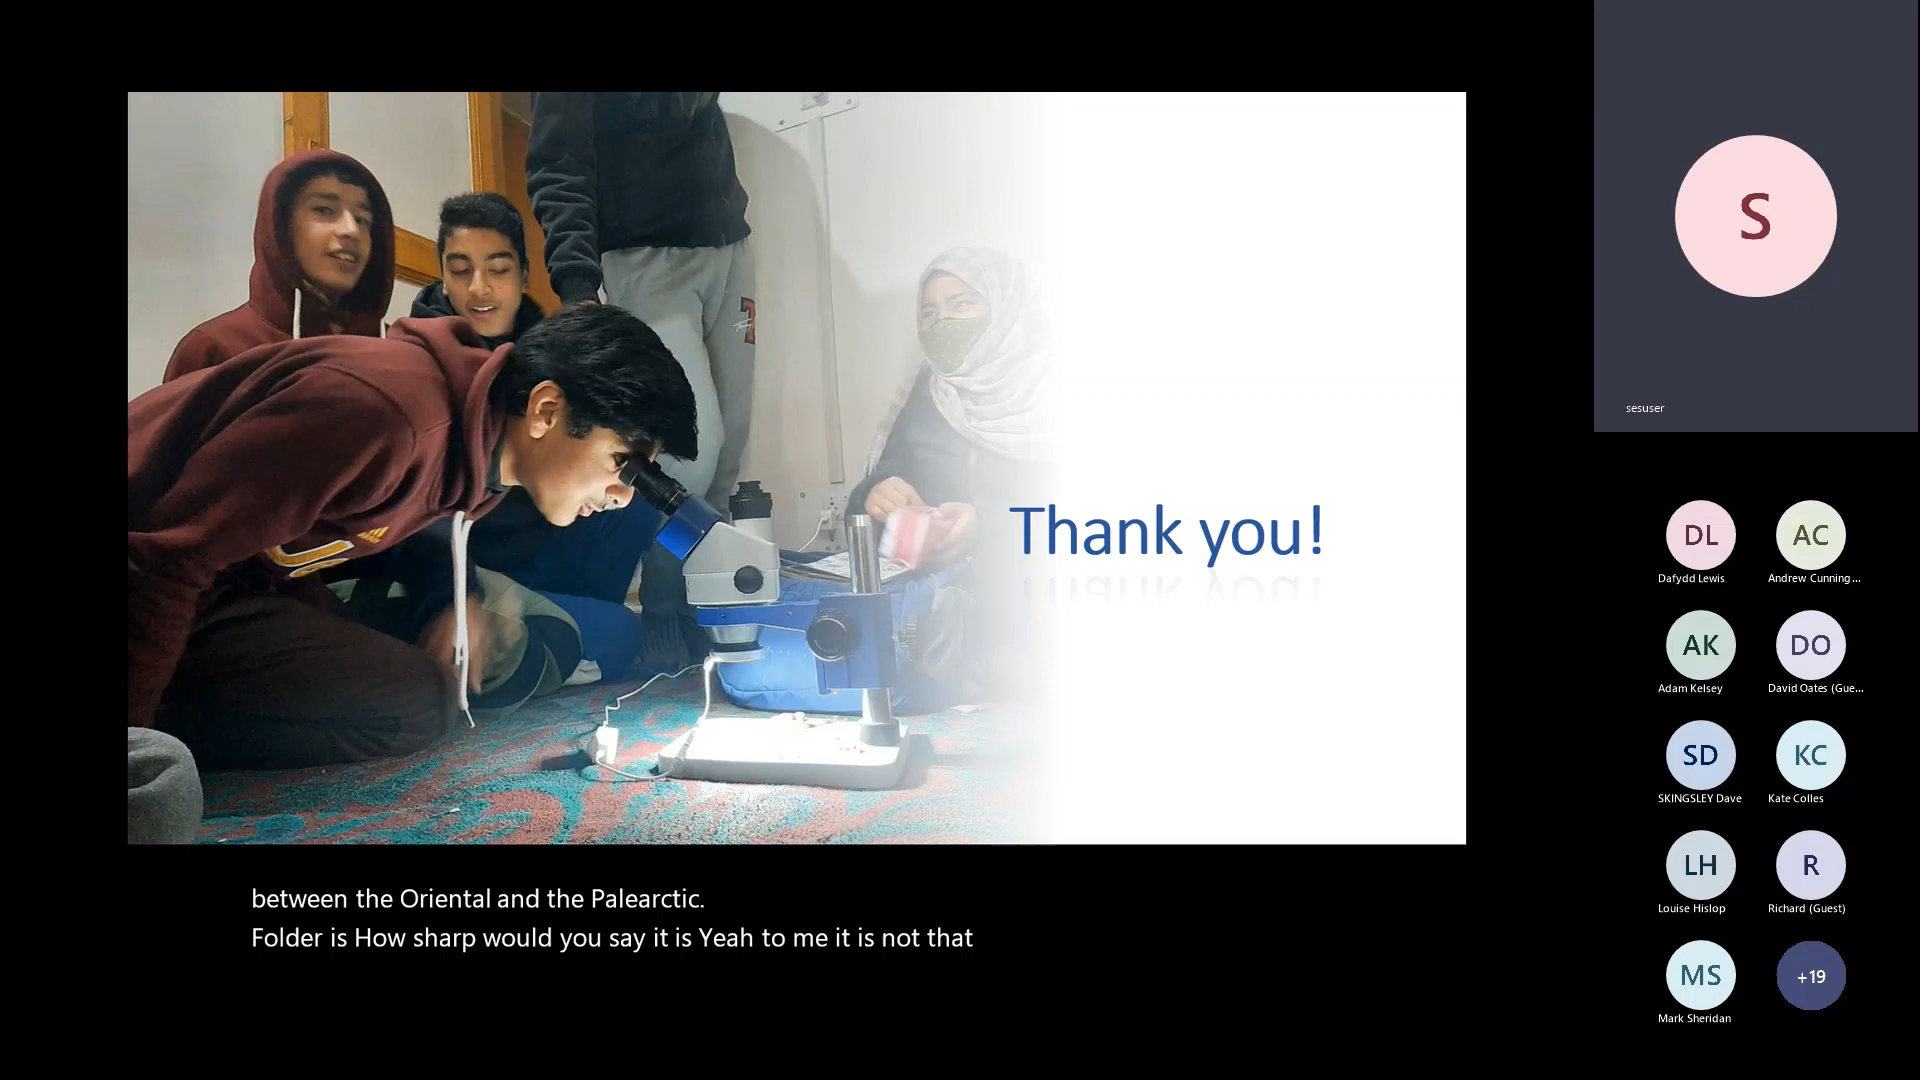 Thank you!
between the Oriental and the Palearctic.
Folder is How sharp would you say it is Yeah to me it is not that
S
sesuser
DL
Dafydd Lewis
AC
Andrew Cunning...
AK
Adam Kelsey
DO
David Oates (Gue...
SD
SKINGSLEY Dave
KC
Kate Colles
LH
Louise Hislop
R
Richard (Guest)
MS
Mark Sheridan
+19